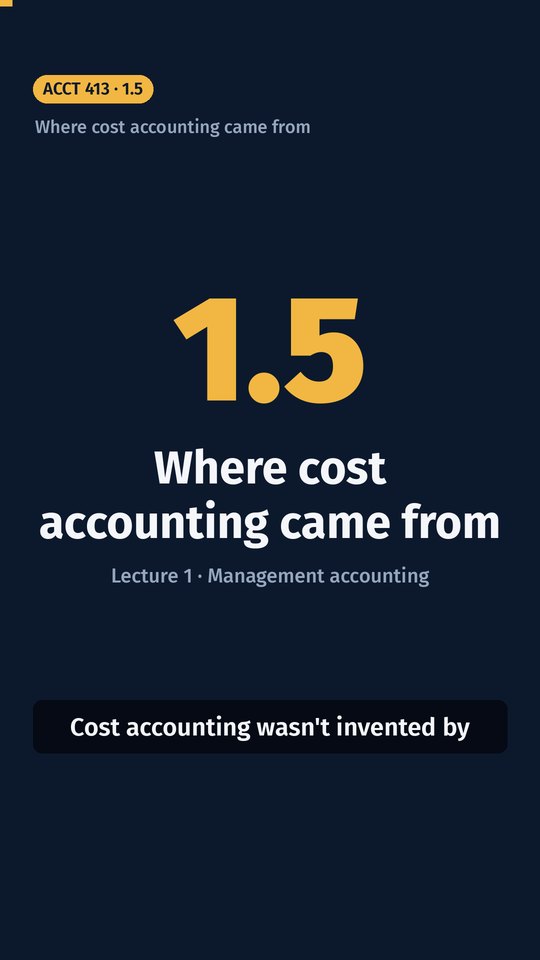 ACCT 413 · 1.5
Where cost accounting came from
1.5
Where cost
accounting came from
Lecture 1 · Management accounting
Cost accounting wasn't invented by